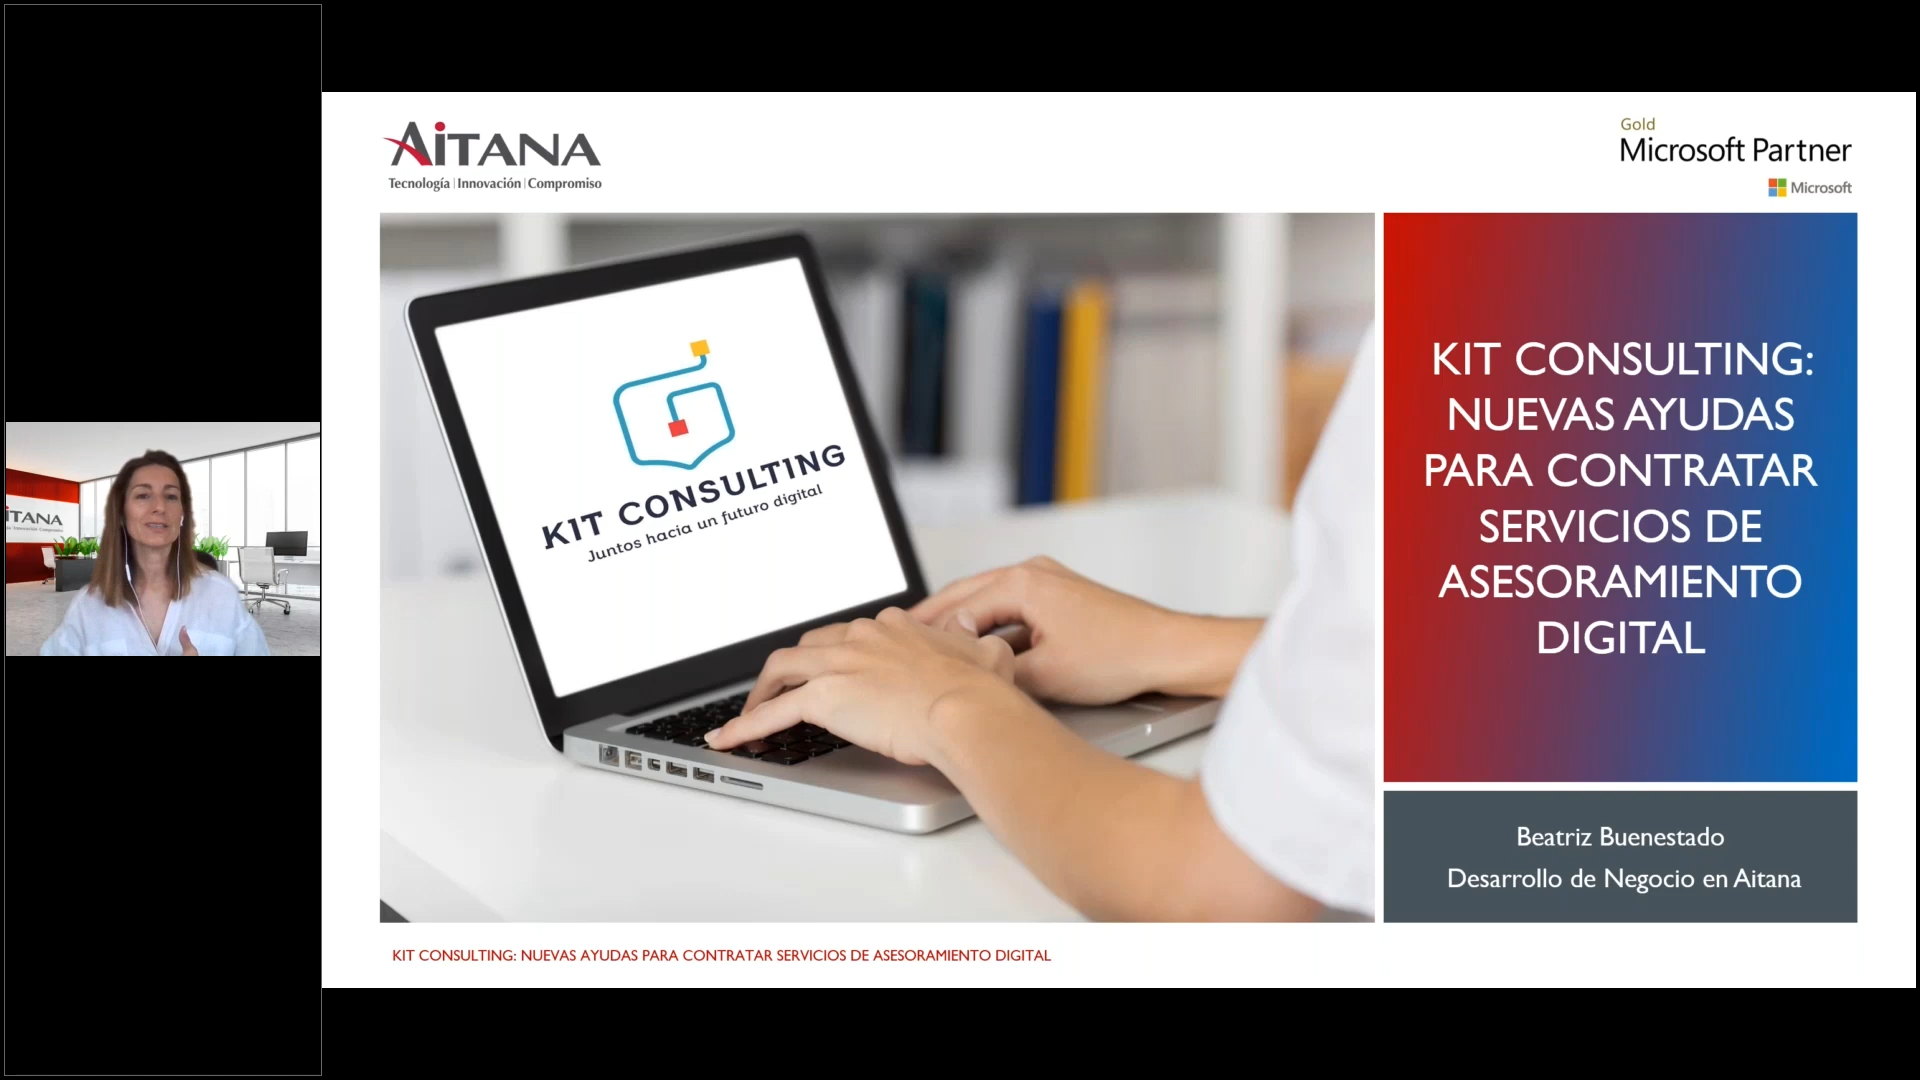 AITANA
Tecnología | Innovación | Compromiso
Gold
Microsoft Partner
Microsoft
KIT CONSULTING
Juntos hacia un futuro digital
KIT CONSULTING:
NUEVAS AYUDAS
PARA CONTRATAR
SERVICIOS DE
ASESORAMIENTO
DIGITAL
Beatriz Buenestado
Desarrollo de Negocio en Aitana
KIT CONSULTING: NUEVAS AYUDAS PARA CONTRATAR SERVICIOS DE ASESORAMIENTO DIGITAL
ITANA